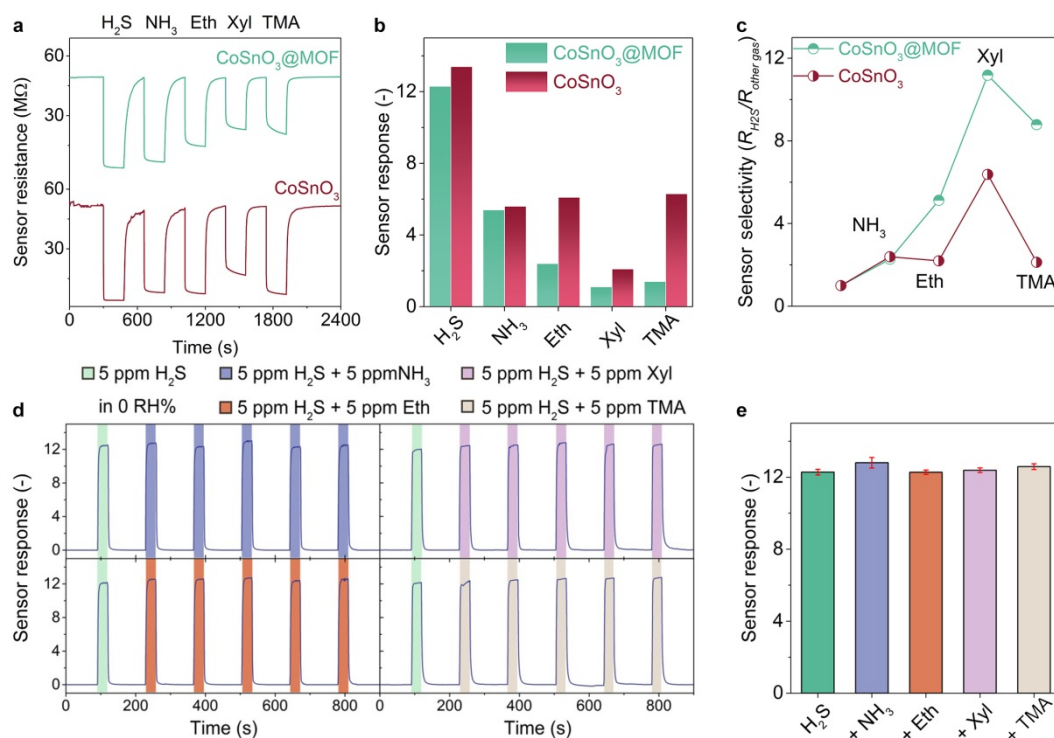 a
H₂S NH₃ Eth Xyl TMA
CoSnO₃@MOF
CoSnO₃
60
30
60
30
Sensor resistance (MΩ)
0 600 1200 1800 2400
Time (s)
b
CoSnO₃@MOF
CoSnO₃
12
8
4
0
Sensor response (-)
H₂S NH₃ Eth Xyl TMA
c
CoSnO₃@MOF
CoSnO₃
Xyl
NH₃
Eth
TMA
12
8
4
0
Sensor selectivity (R_H2S/R_other gas)
5 ppm H₂S 5 ppm H₂S + 5 ppmNH₃ 5 ppm H₂S + 5 ppm Xyl
d
in 0 RH% 5 ppm H₂S + 5 ppm Eth 5 ppm H₂S + 5 ppm TMA
12
8
4
0
12
8
4
0
Sensor response (-)
0 200 400 600 800 0 200 400 600 800
Time (s) Time (s)
e
12
9
6
3
0
Sensor response (-)
H₂S + NH₃ + Eth + Xyl + TMA